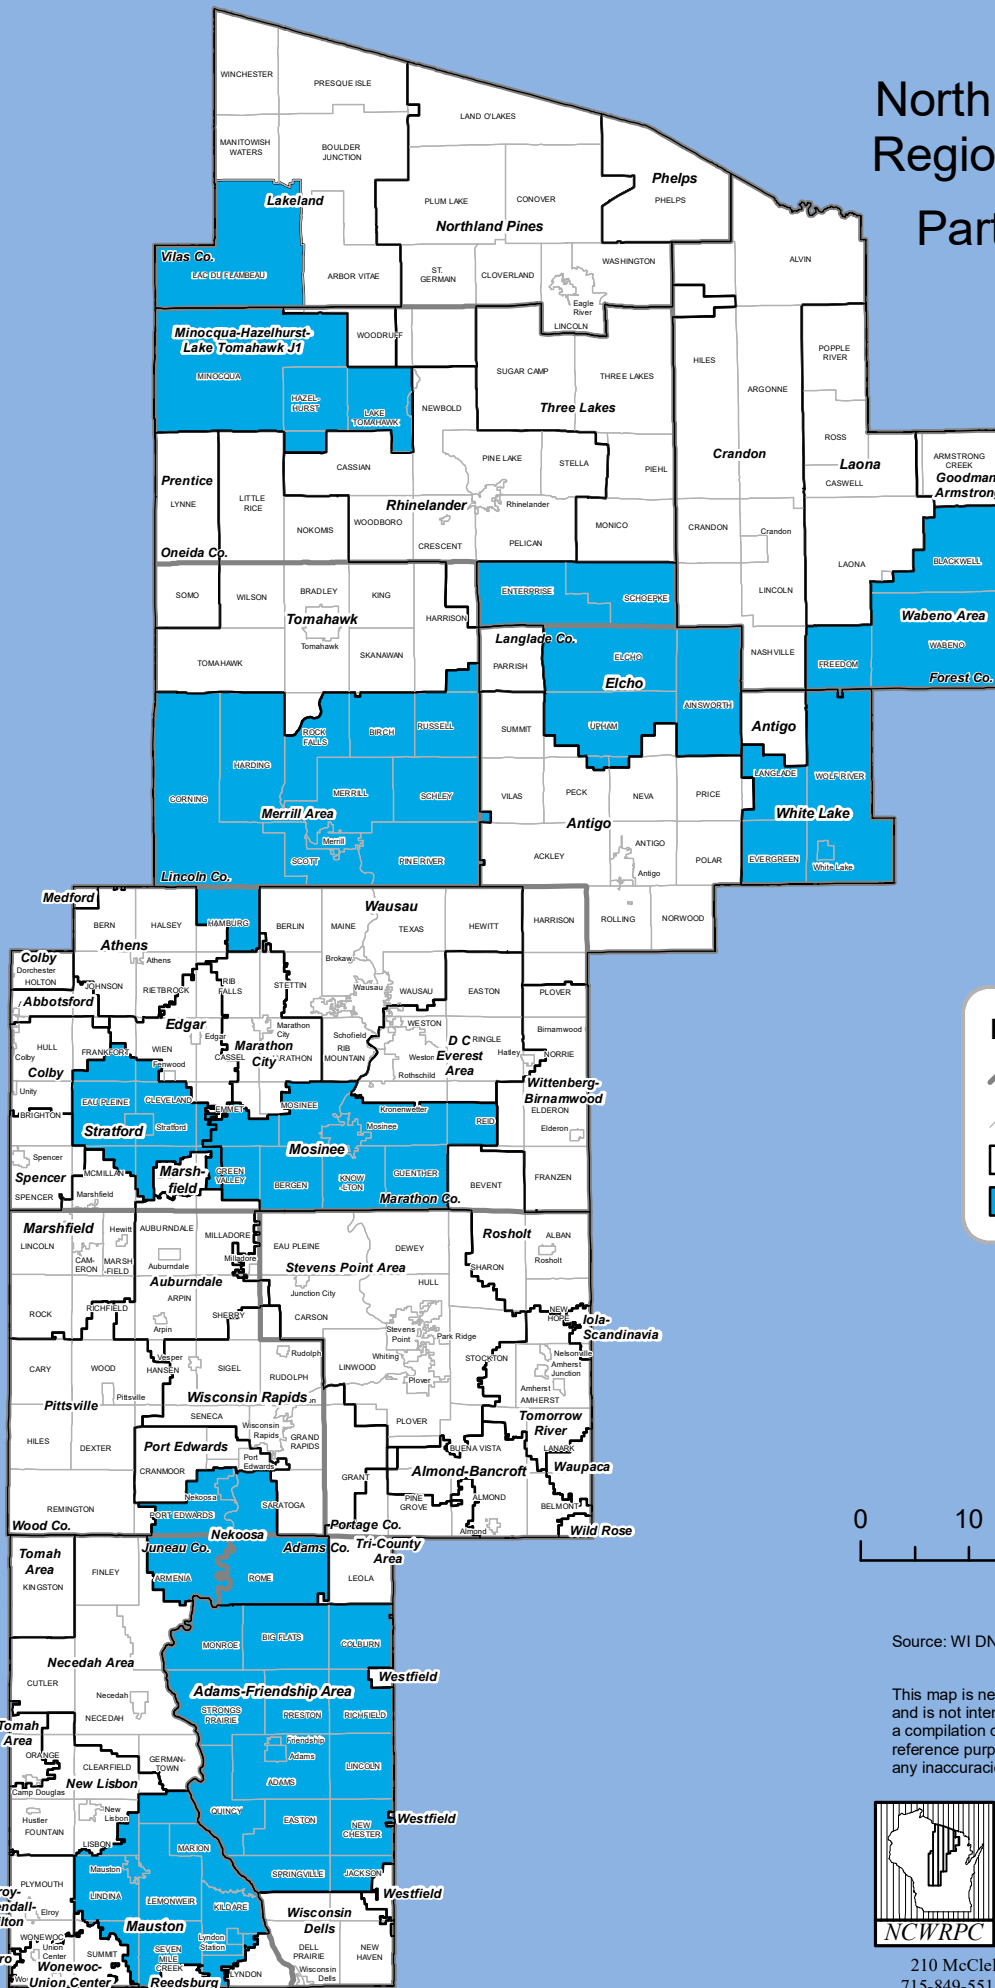 North
Regio
Part
WINCHESTER
PRESQUE ISLE
LAND O'LAKES
MANITOWISH
WATERS
BOULDER
JUNCTION
Phelps
PHELPS
Lakeland
PLUM LAKE
CONOVER
Northland Pines
Vilas Co.
LAC DU FLAMBEAU
ARBOR VITAE
ST.
GERMAIN
CLOVERLAND
WASHINGTON
ALVIN
Eagle
River
LINCOLN
Minocqua-Hazelhurst-
Lake Tomahawk J1
WOODRUFF
MINOCQUA
HAZEL-
HURST
LAKE
TOMAHAWK
NEWBOLD
SUGAR CAMP
THREE LAKES
Three Lakes
HILES
ARGONNE
POPPLE
RIVER
Crandon
ROSS
Laona
CASWELL
ARMSTRONG
CREEK
Goodman
Armstrong
Prentice
LYNNE
LITTLE
RICE
CASSIAN
PINE LAKE
STELLA
PIEHL
Rhinelander
Rhinelander
NOKOMIS
WOODBORO
CRESCENT
PELICAN
MONICO
CRANDON
Crandon
LAONA
BLACKWELL
Oneida Co.
SOMO
WILSON
BRADLEY
KING
Tomahawk
Tomahawk
HARRISON
ENTERPRISE
SCHOEPKE
LINCOLN
Wabeno Area
WABENO
TOMAHAWK
SKANAWAN
Langlade Co.
PARRISH
ELCHO
Elcho
NASHVILLE
FREEDOM
Forest Co.
AINSWORTH
ROCK
FALLS
BIRCH
RUSSELL
SUMMIT
UPHAM
Antigo
HARDING
CORNING
MERRILL
SCHLEY
Merrill Area
Merrill
SCOTT
PINE RIVER
Lincoln Co.
VILAS
PECK
NEVA
PRICE
Antigo
ACKLEY
ANTIGO
Antigo
POLAR
LANGLADE
WOLF RIVER
White Lake
EVERGREEN
White Lake
Medford
BERN
HALSEY
HAMBURG
BERLIN
MAINE
Wausau
TEXAS
HEWITT
HARRISON
ROLLING
NORWOOD
Athens
Athens
Colby
Dorchester
HOLTON
Abbotsford
JOHNSON
RIETBROCK
RIB
FALLS
STETTIN
Brokaw
Wausau
WAUSAU
EASTON
PLOVER
Edgar
Edgar
HULL
Colby
Colby
FRANKFORT
WIEN
Fenwood
CASSEL
Marathon
City
Marathon
City
MARATHON
Schofield
RIB
MOUNTAIN
WESTON
Weston
Rothschild
D C
Everest
Area
RINGLE
Hatley
Birnamwood
NORRIE
Wittenberg-
Birnamwood
Unity
BRIGHTON
EAU PLEINE
CLEVELAND
Stratford
Stratford
EMMET
MOSINEE
Kronenwetter
Mosinee
REID
ELDERON
Elderon
Spencer
Spencer
SPENCER
MCMILLAN
Marshfield
Marsh-
field
GREEN
VALLEY
Mosinee
BERGEN
KNOW
-LTON
GUENTHER
Marathon Co.
BEVENT
FRANZEN
Marshfield
LINCOLN
Hewitt
CAM-
ERON
MARSH
-FIELD
AUBURNDALE
Auburndale
MILLADORE
Milladore
Auburndale
ARPIN
Arpin
EAU PLEINE
DEWEY
Stevens Point Area
Junction City
HULL
Rosholt
SHARON
ALBAN
Rosholt
ROCK
RICHFIELD
SHERRY
CARSON
Stevens
Point
Park Ridge
Whiting
NEW
HOPE
Iola-
Scandinavia
CARY
WOOD
Vesper
HANSEN
SIGEL
Rudolph
RUDOLPH
LINWOOD
Plover
STOCKTON
Nelsonville
Amherst
Junction
Amherst
AMHERST
Pittsville
Pittsville
Wisconsin Rapids
SENECA
HILES
DEXTER
Port Edwards
CRANMOOR
Wisconsin
Rapids
GRAND
RAPIDS
Port
Edwards
PLOVER
BUENA VISTA
Tomorrow
River
LANARK
Waupaca
Almond-Bancroft
GRANT
PINE
GROVE
ALMOND
Almond
BELMONT
REMINGTON
Nekoosa
PORT EDWARDS
SARATOGA
Wood Co.
Nekoosa
Portage Co.
Wild Rose
0
10
Juneau Co.
Adams Co.
Tri-County
Area
Tomah
Area
KINGSTON
FINLEY
ARMENIA
ROME
LEOLA
MONROE
BIG FLATS
COLBURN
Source: WI DN
Necedah Area
CUTLER
Necedah
NECEDAH
Westfield
Adams-Friendship Area
STRONGS
PRAIRIE
PRESTON
RICHFIELD
This map is ne
and is not inter
a compilation o
reference purp
any inaccuraci
Tomah
Area
ORANGE
Camp Douglas
CLEARFIELD
GERMAN-
TOWN
Friendship
Adams
ADAMS
LINCOLN
New Lisbon
New
Lisbon
Hustler
FOUNTAIN
LISBON
QUINCY
EASTON
NEW
CHESTER
Westfield
MARION
PLYMOUTH
Mauston
LINDINA
LEMONWEIR
KILDARE
SPRINGVILLE
JACKSON
Westfield
roy-
endall-
ilton
Elroy
Mauston
Wisconsin
Dells
WONEWOC
Union
Center
SUMMIT
SEVEN
MILE
CREEK
Lyndon
Station
LYNDON
DELL
PRAIRIE
NEW
HAVEN
Wisconsin
Dells
Wonewoc-
Union Center
Reedsburg
NCWRPC
210 McClel
715-849-551